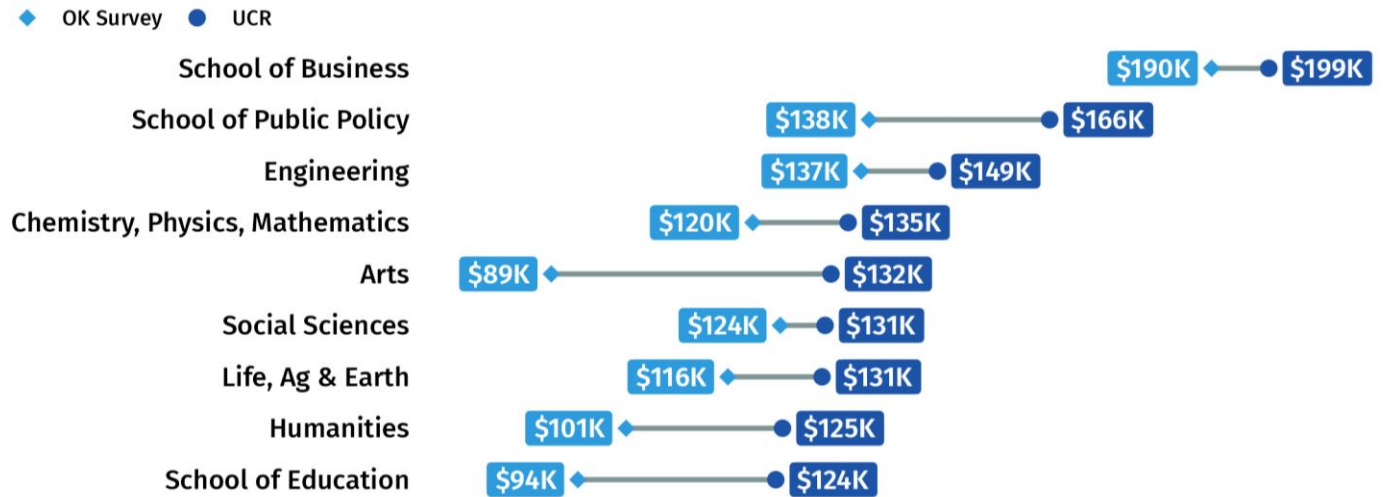 OK Survey UCR
School of Business $190K $199K
School of Public Policy $138K $166K
Engineering $137K $149K
Chemistry, Physics, Mathematics $120K $135K
Arts $89K $132K
Social Sciences $124K $131K
Life, Ag & Earth $116K $131K
Humanities $101K $125K
School of Education $94K $124K